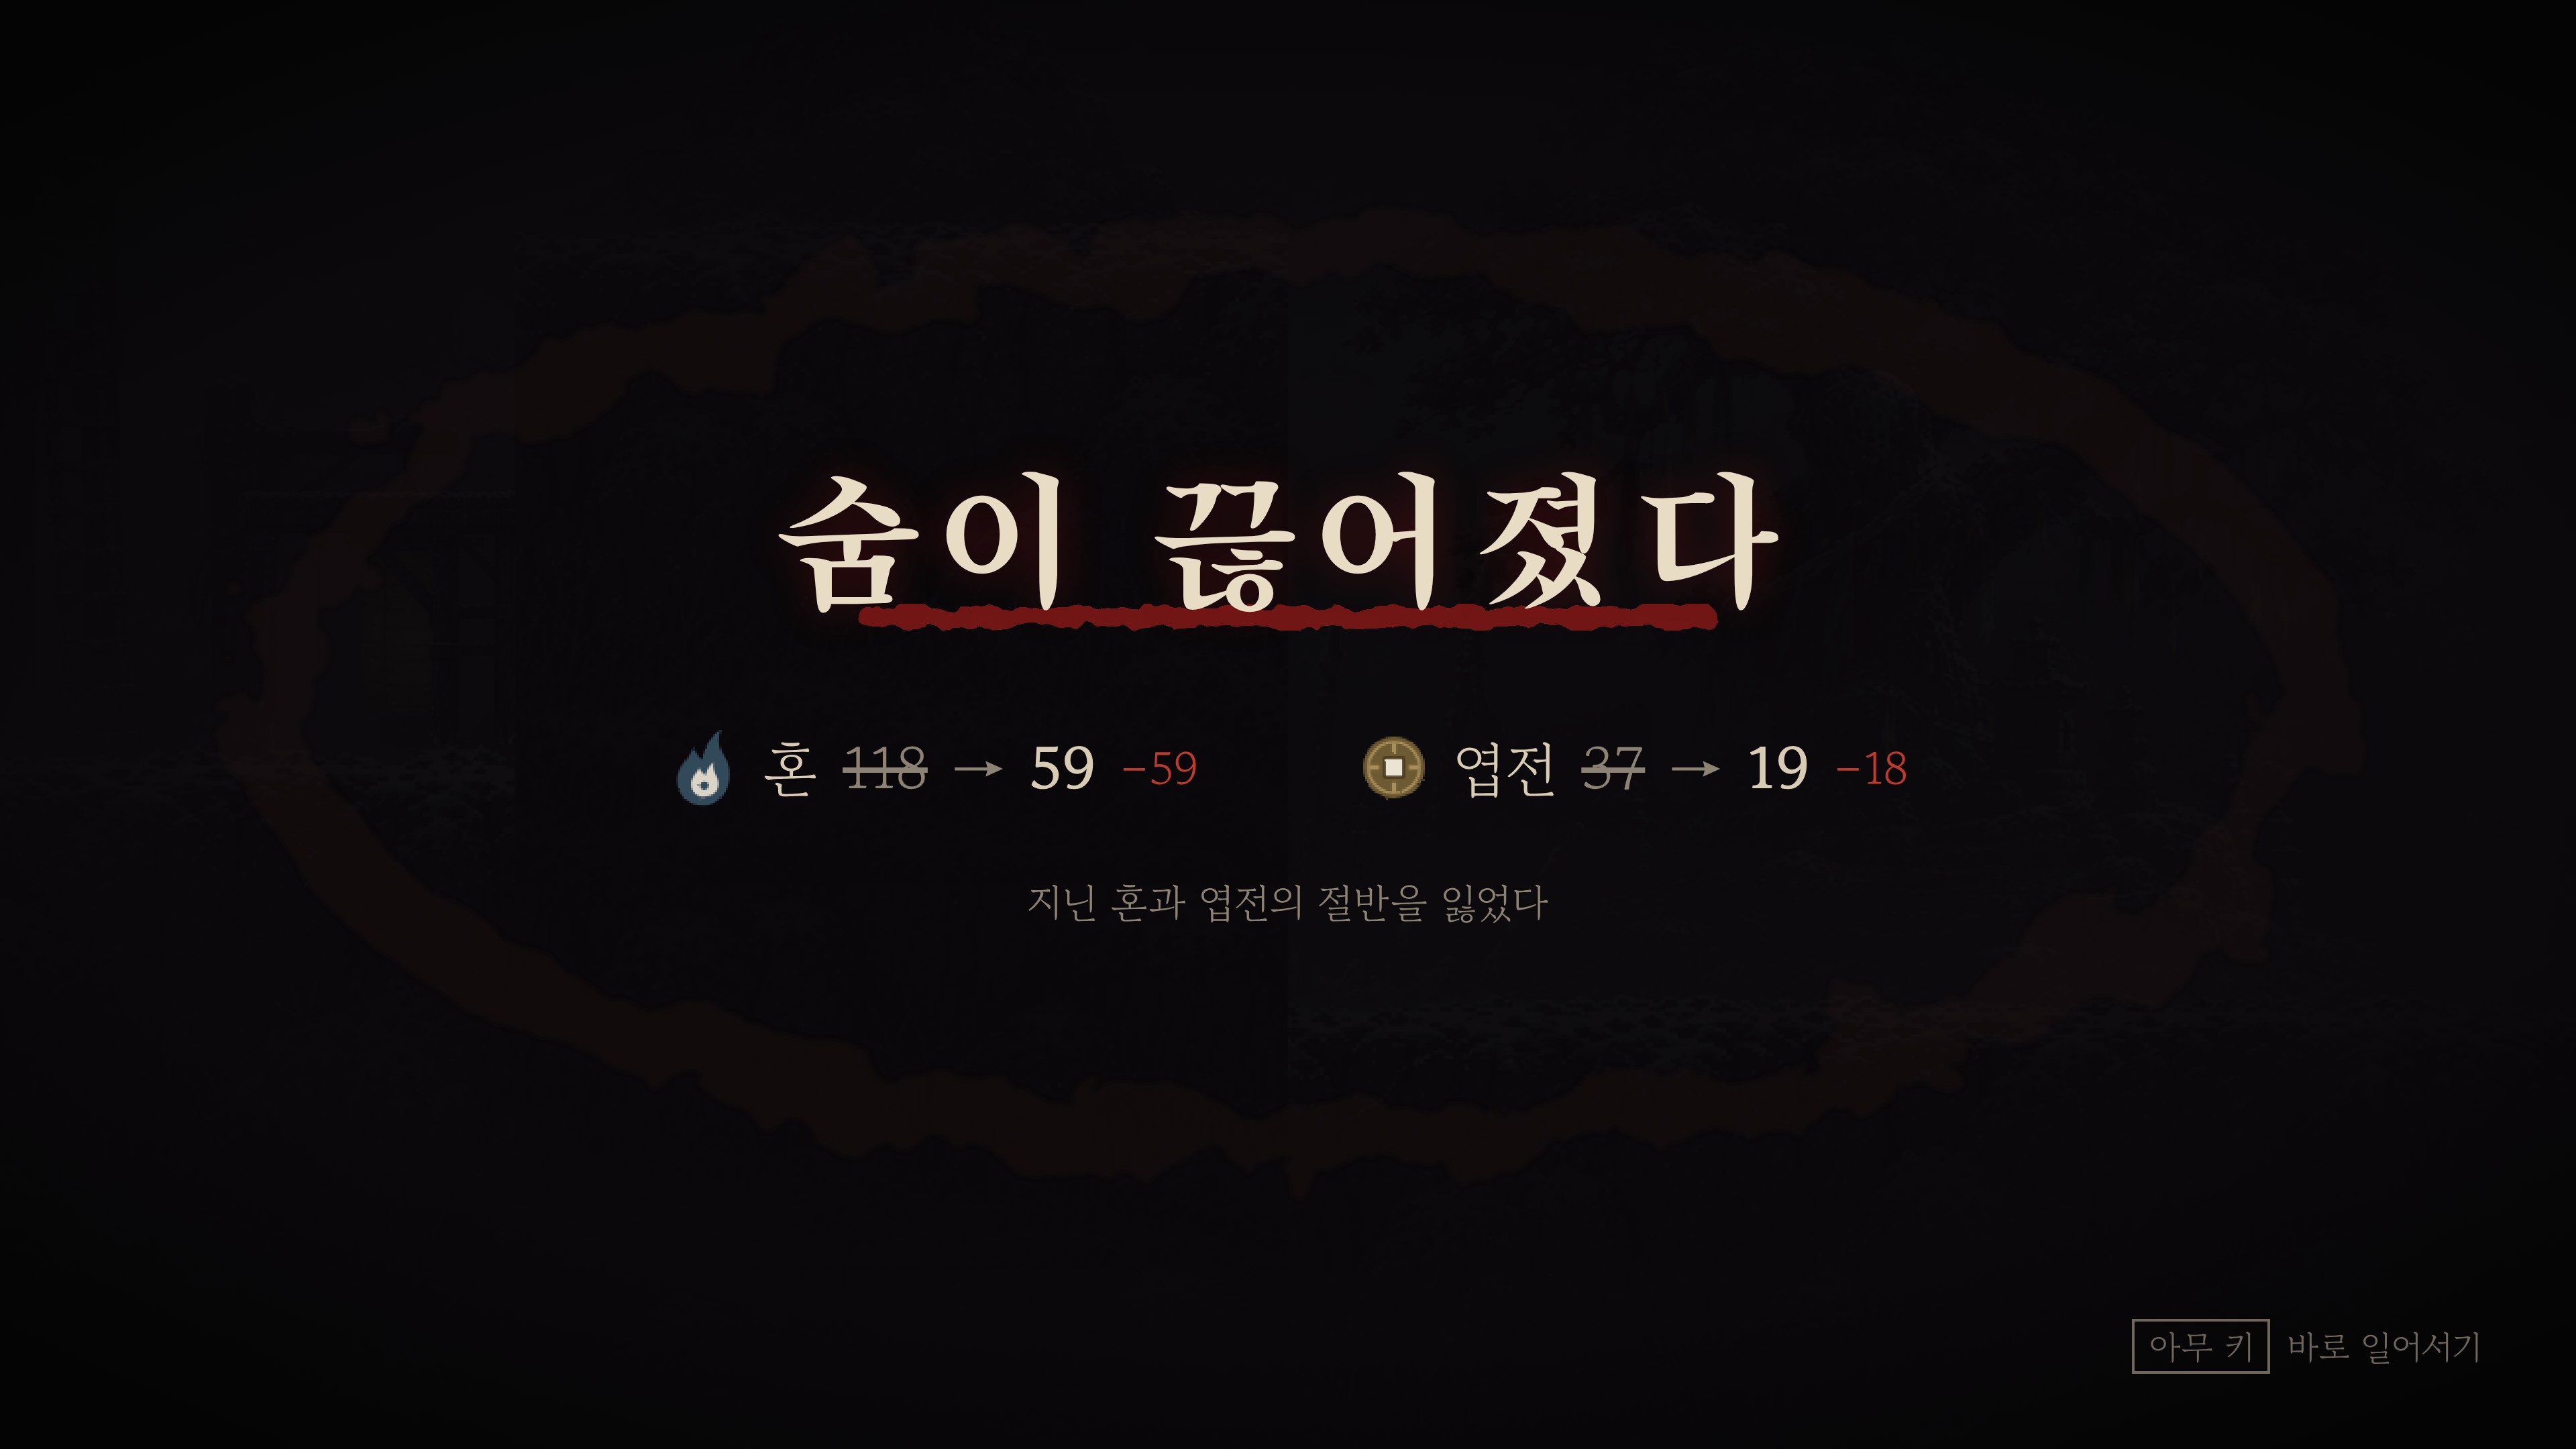 숨이 끊어졌다
혼 118 → 59 –59
엽전 37 → 19 –18
지닌 혼과 엽전의 절반을 잃었다
아무 키 바로 일어서기